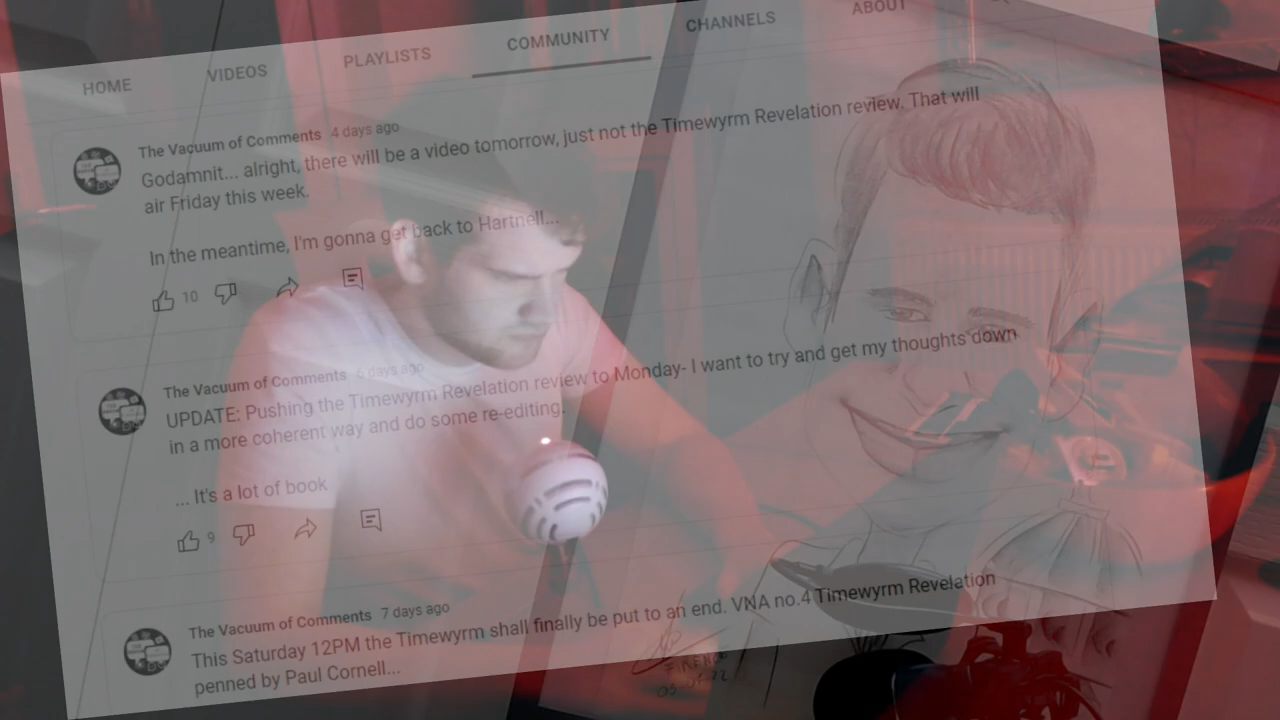 HOME VIDEOS PLAYLISTS COMMUNITY CHANNELS ABOUT
The Vacuum of Comments 4 days ago
Godamnit... alright, there will be a video tomorrow, just not the Timewyrm Revelation review. That will
air Friday this week.
In the meantime, I'm gonna get back to Hartnell...
10
The Vacuum of Comments 6 days ago
UPDATE: Pushing the Timewyrm Revelation review to Monday- I want to try and get my thoughts down
in a more coherent way and do some re-editing.
... It's a lot of book
9
The Vacuum of Comments 7 days ago
This Saturday 12PM the Timewyrm shall finally be put to an end. VNA no.4 Timewyrm Revelation
penned by Paul Cornell...